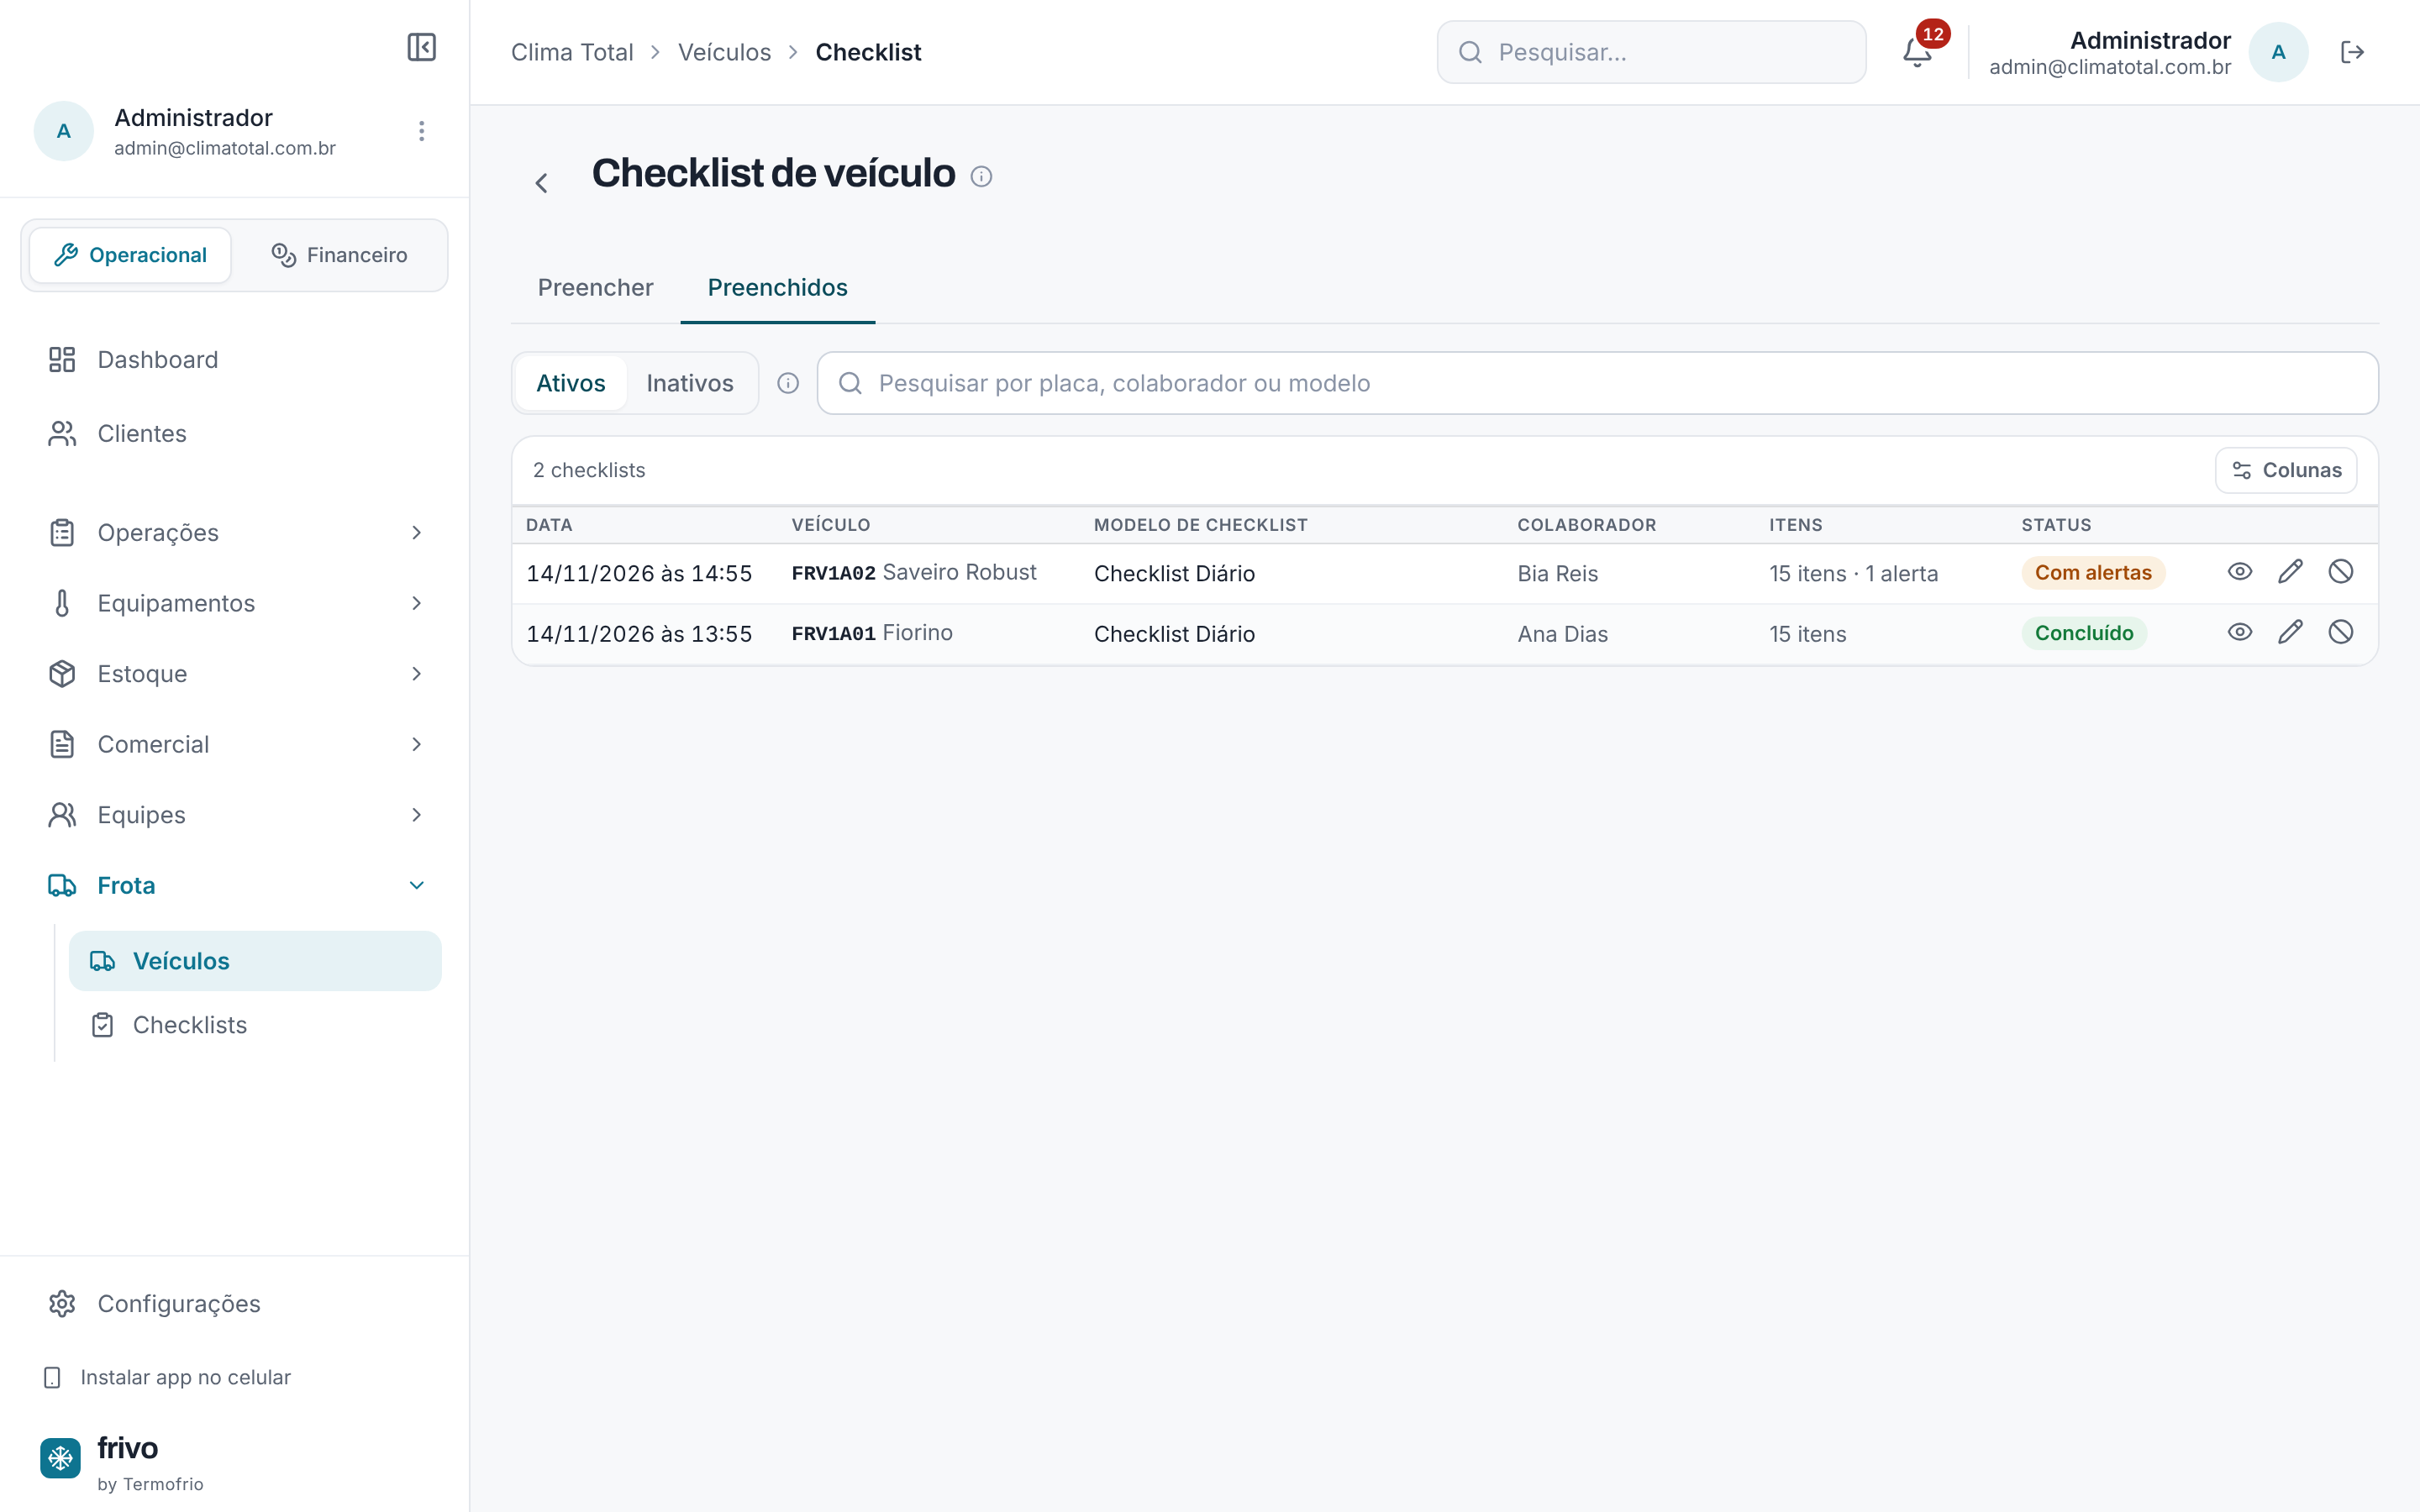 Administrador
admin@climatotal.com.br
A
Operacional
Financeiro
Dashboard
Clientes
Operações
Equipamentos
Estoque
Comercial
Equipes
Frota
Veículos
Checklists
Configurações
Instalar app no celular
frivo
by Termofrio
Clima Total > Veículos > Checklist
Pesquisar...
12
Administrador
admin@climatotal.com.br
A
Checklist de veículo
Preencher
Preenchidos
Ativos
Inativos
Pesquisar por placa, colaborador ou modelo
2 checklists
Colunas
DATA VEÍCULO MODELO DE CHECKLIST COLABORADOR ITENS STATUS
14/11/2026 às 14:55 FRV1A02 Saveiro Robust Checklist Diário Bia Reis 15 itens · 1 alerta Com alertas
14/11/2026 às 13:55 FRV1A01 Fiorino Checklist Diário Ana Dias 15 itens Concluído